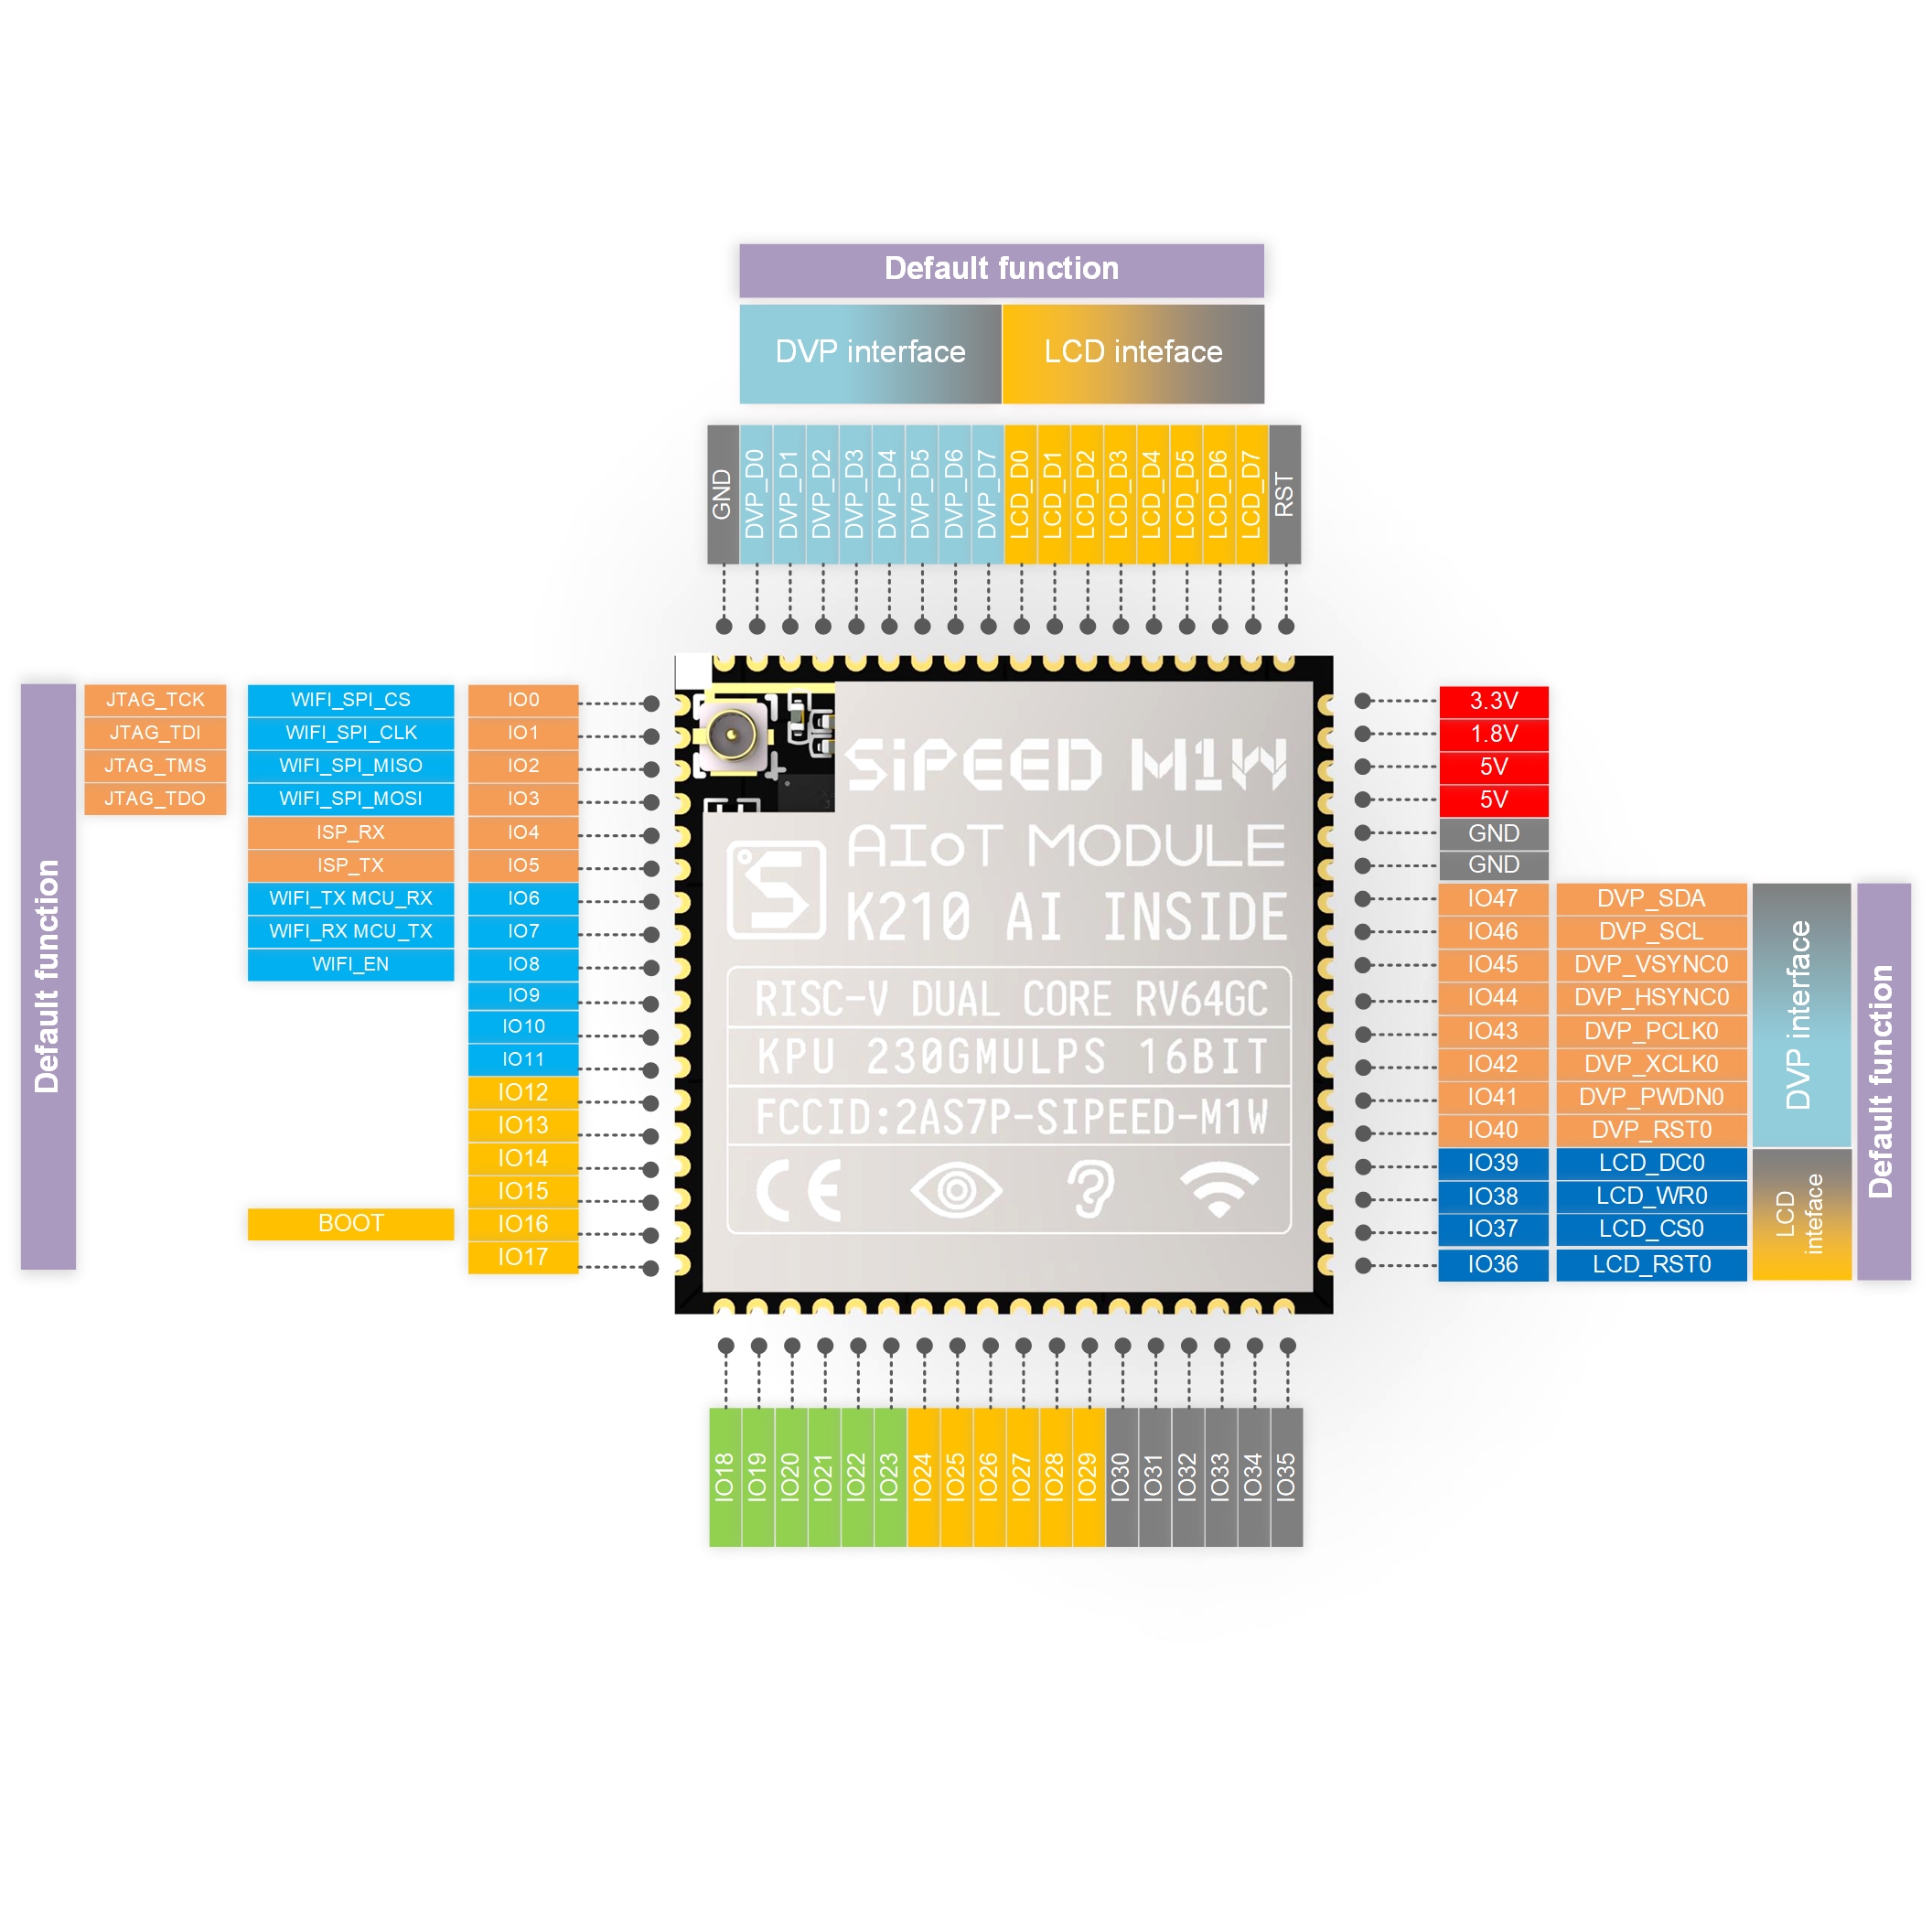 Default function
DVP interface
LCD inteface
GND
DVP_D0
DVP_D1
DVP_D2
DVP_D3
DVP_D4
DVP_D5
DVP_D6
DVP_D7
LCD_D0
LCD_D1
LCD_D2
LCD_D3
LCD_D4
LCD_D5
LCD_D6
LCD_D7
RST
Default function
JTAG_TCK WIFI_SPI_CS IO0
JTAG_TDI WIFI_SPI_CLK IO1
JTAG_TMS WIFI_SPI_MISO IO2
JTAG_TDO WIFI_SPI_MOSI IO3
ISP_RX IO4
ISP_TX IO5
WIFI_TX MCU_RX IO6
WIFI_RX MCU_TX IO7
WIFI_EN IO8
IO9
IO10
IO11
IO12
IO13
IO14
IO15
BOOT IO16
IO17
SiPEED M1W
AIoT MODULE
K210 AI INSIDE
RISC-V DUAL CORE RV64GC
KPU 230GMULPS 16BIT
FCCID:2AS7P-SIPEED-M1W
CE
3.3V
1.8V
5V
5V
GND
GND
IO47 DVP_SDA
IO46 DVP_SCL
IO45 DVP_VSYNC0
IO44 DVP_HSYNC0
IO43 DVP_PCLK0
IO42 DVP_XCLK0
IO41 DVP_PWDN0
IO40 DVP_RST0
IO39 LCD_DC0
IO38 LCD_WR0
IO37 LCD_CS0
IO36 LCD_RST0
DVP interface
LCD
inteface
Default function
IO18
IO19
IO20
IO21
IO22
IO23
IO24
IO25
IO26
IO27
IO28
IO29
IO30
IO31
IO32
IO33
IO34
IO35